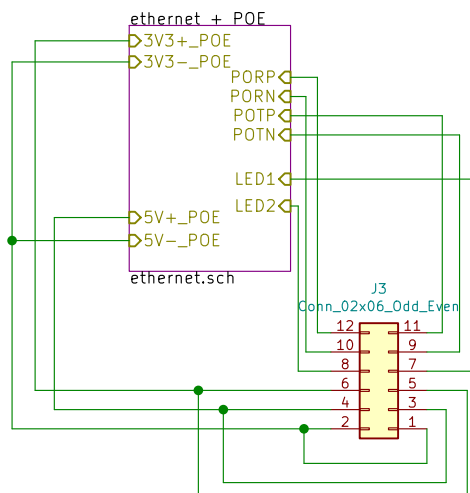 ethernet + POE
3V3+_POE
3V3-_POE
PORP
PORN
POTP
POTN
LED1
LED2
5V+_POE
5V-_POE
ethernet.sch
J3
Conn_02x06_Odd_Even
12 11
10 9
8 7
6 5
4 3
2 1